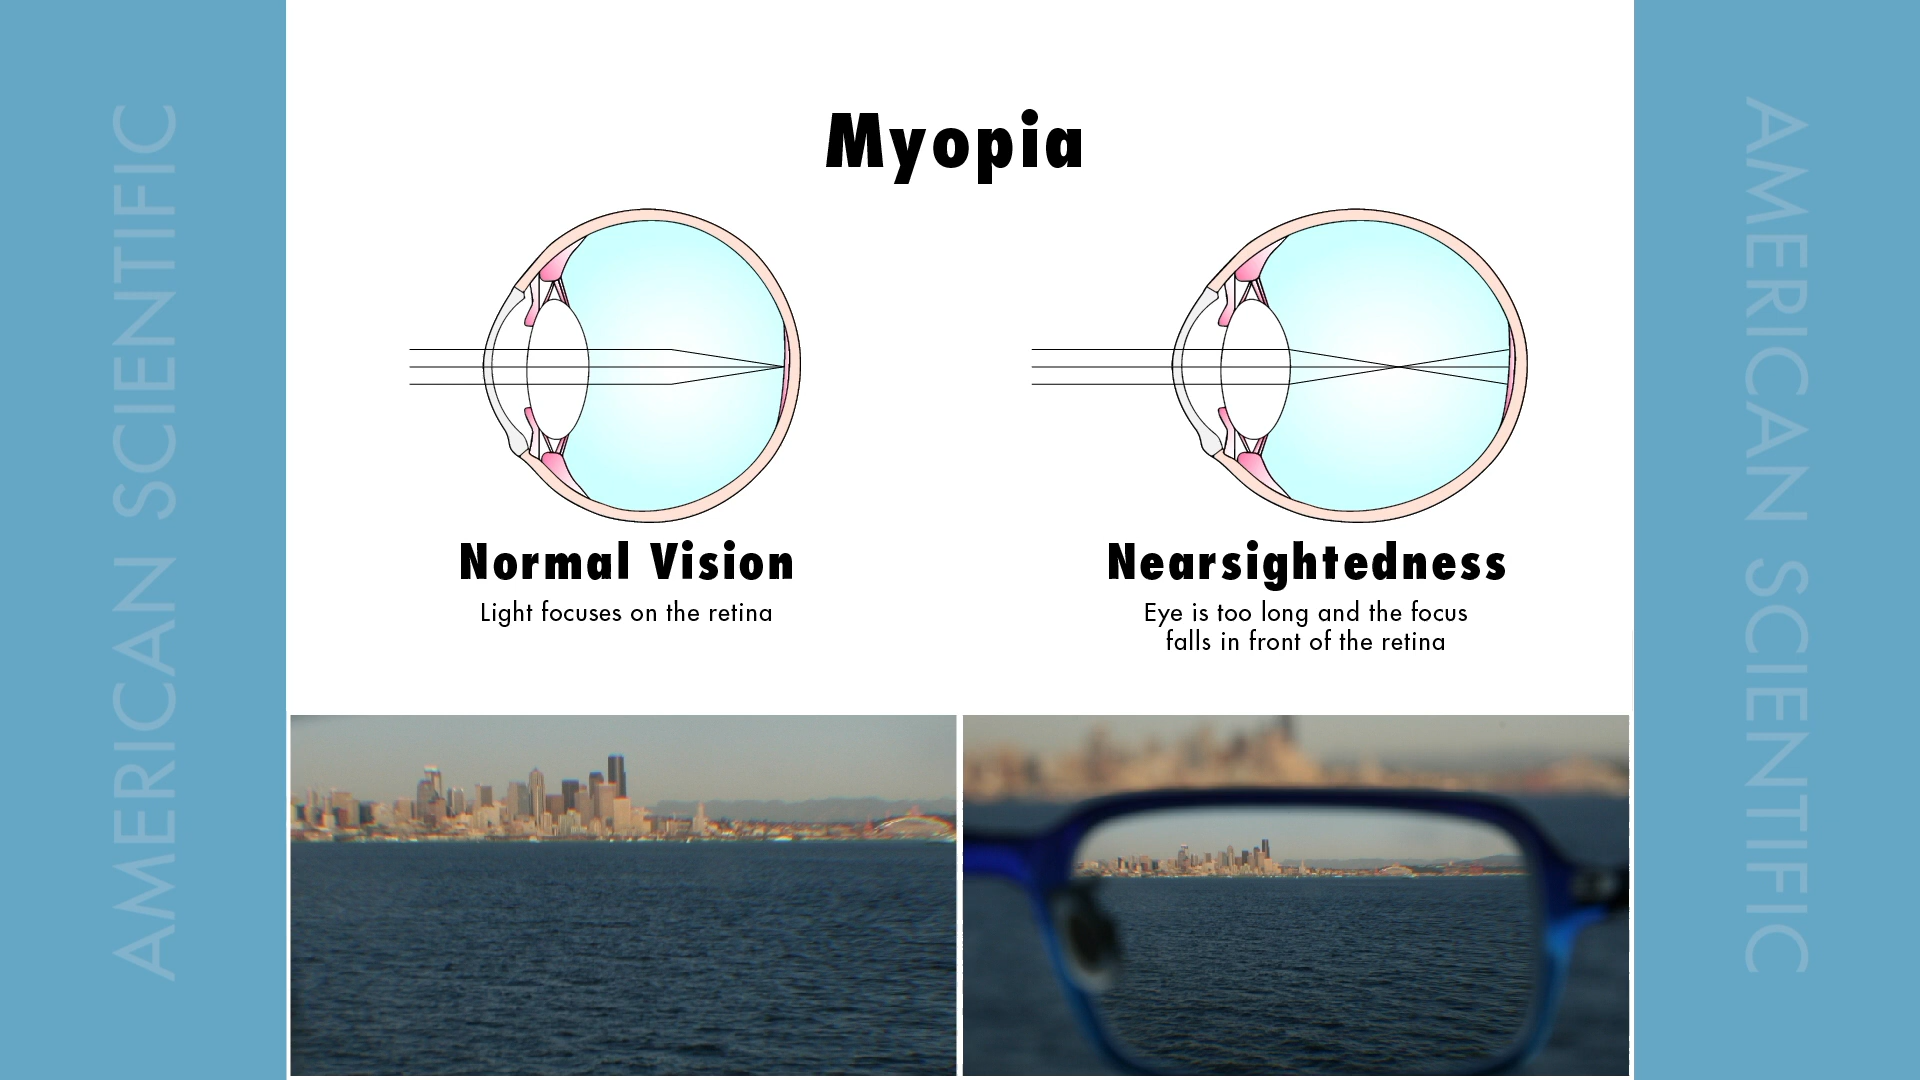 AMERICAN SCIENTIFIC
Myopia
Normal Vision
Light focuses on the retina
Nearsightedness
Eye is too long and the focus
falls in front of the retina
AMERICAN SCIENTIFIC